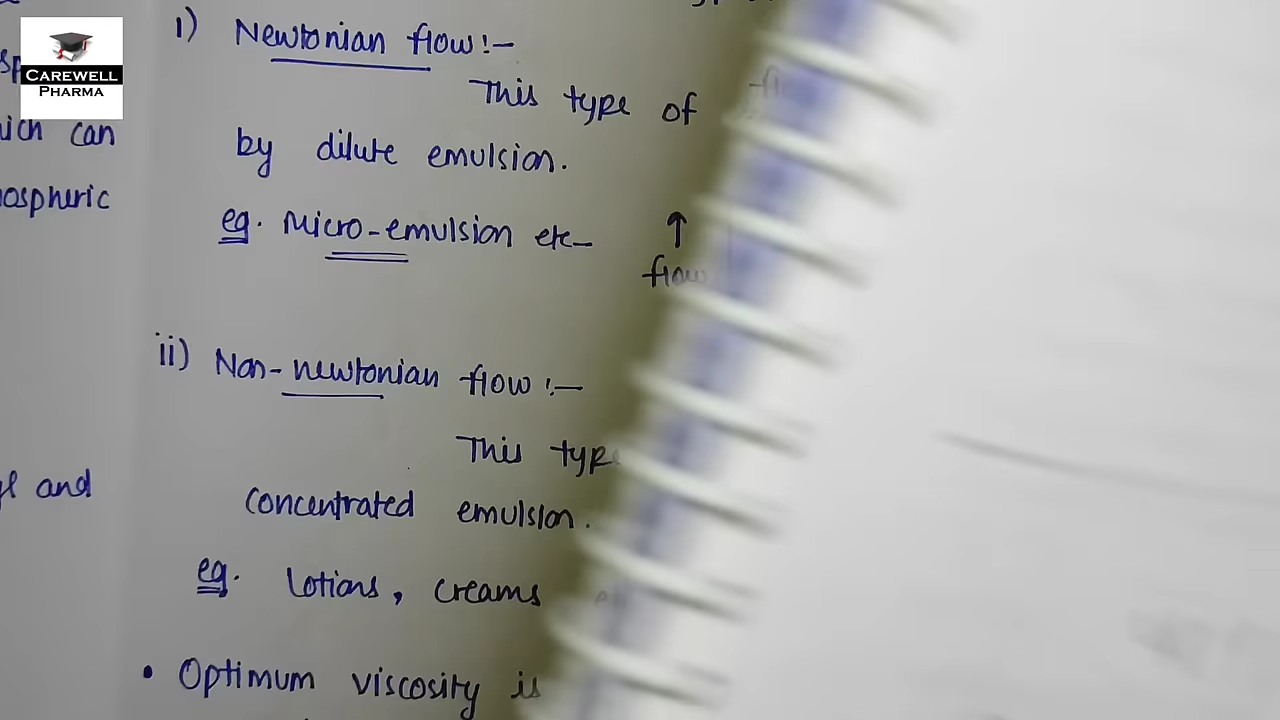 CAREWELL
PHARMA
ich can
ospheric
and
i) Newtonian flow :-
This type of
by dilute emulsion.
eg. Micro-emulsion etc- ↑
flow
ii) Non-newtonian flow :-
This type
concentrated emulsion.
eg. Lotions, creams
• Optimum viscosity is